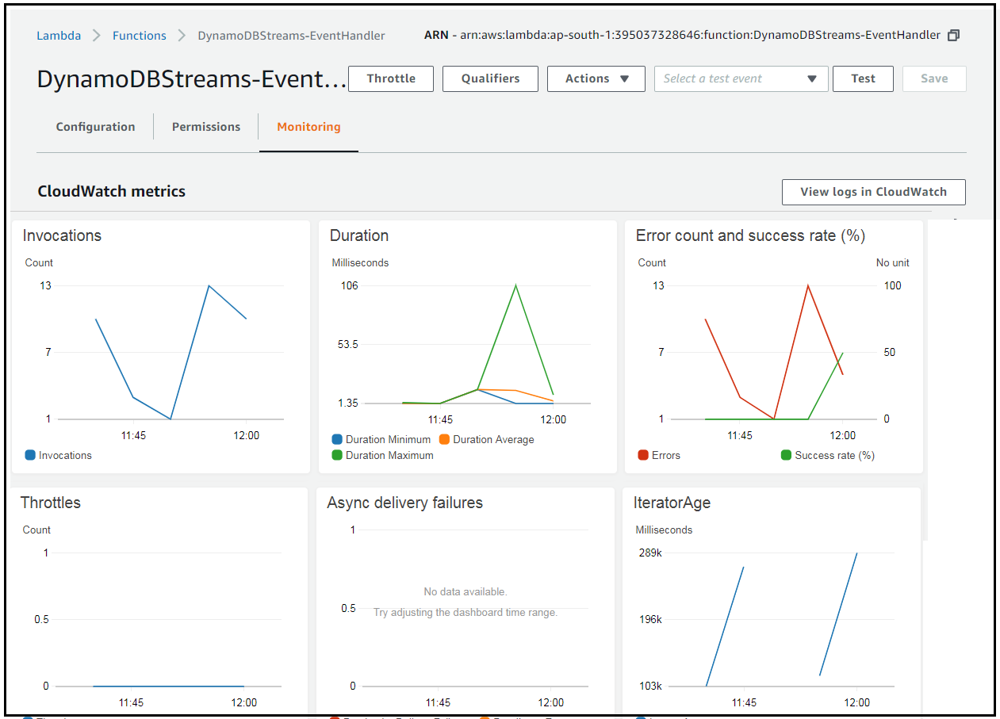 Lambda > Functions > DynamoDBStreams-EventHandler ARN - arn:aws:lambda:ap-south-1:395037328646:function:DynamoDBStreams-EventHandler
DynamoDBStreams-Event... Throttle Qualifiers Actions Select a test event Test Save
Configuration Permissions Monitoring
CloudWatch metrics View logs in CloudWatch
Invocations
Count
13
7
1
11:45 12:00
Invocations
Duration
Milliseconds
106
53.5
1.35
11:45 12:00
Duration Minimum Duration Average
Duration Maximum
Error count and success rate (%)
Count No unit
13 100
7 50
1 0
11:45 12:00
Errors Success rate (%)
Throttles
Count
1
0.5
0
11:45 12:00
Async delivery failures
1
No data available.
0.5 Try adjusting the dashboard time range.
0
11:45 12:00
IteratorAge
Milliseconds
289k
196k
103k
11:45 12:00